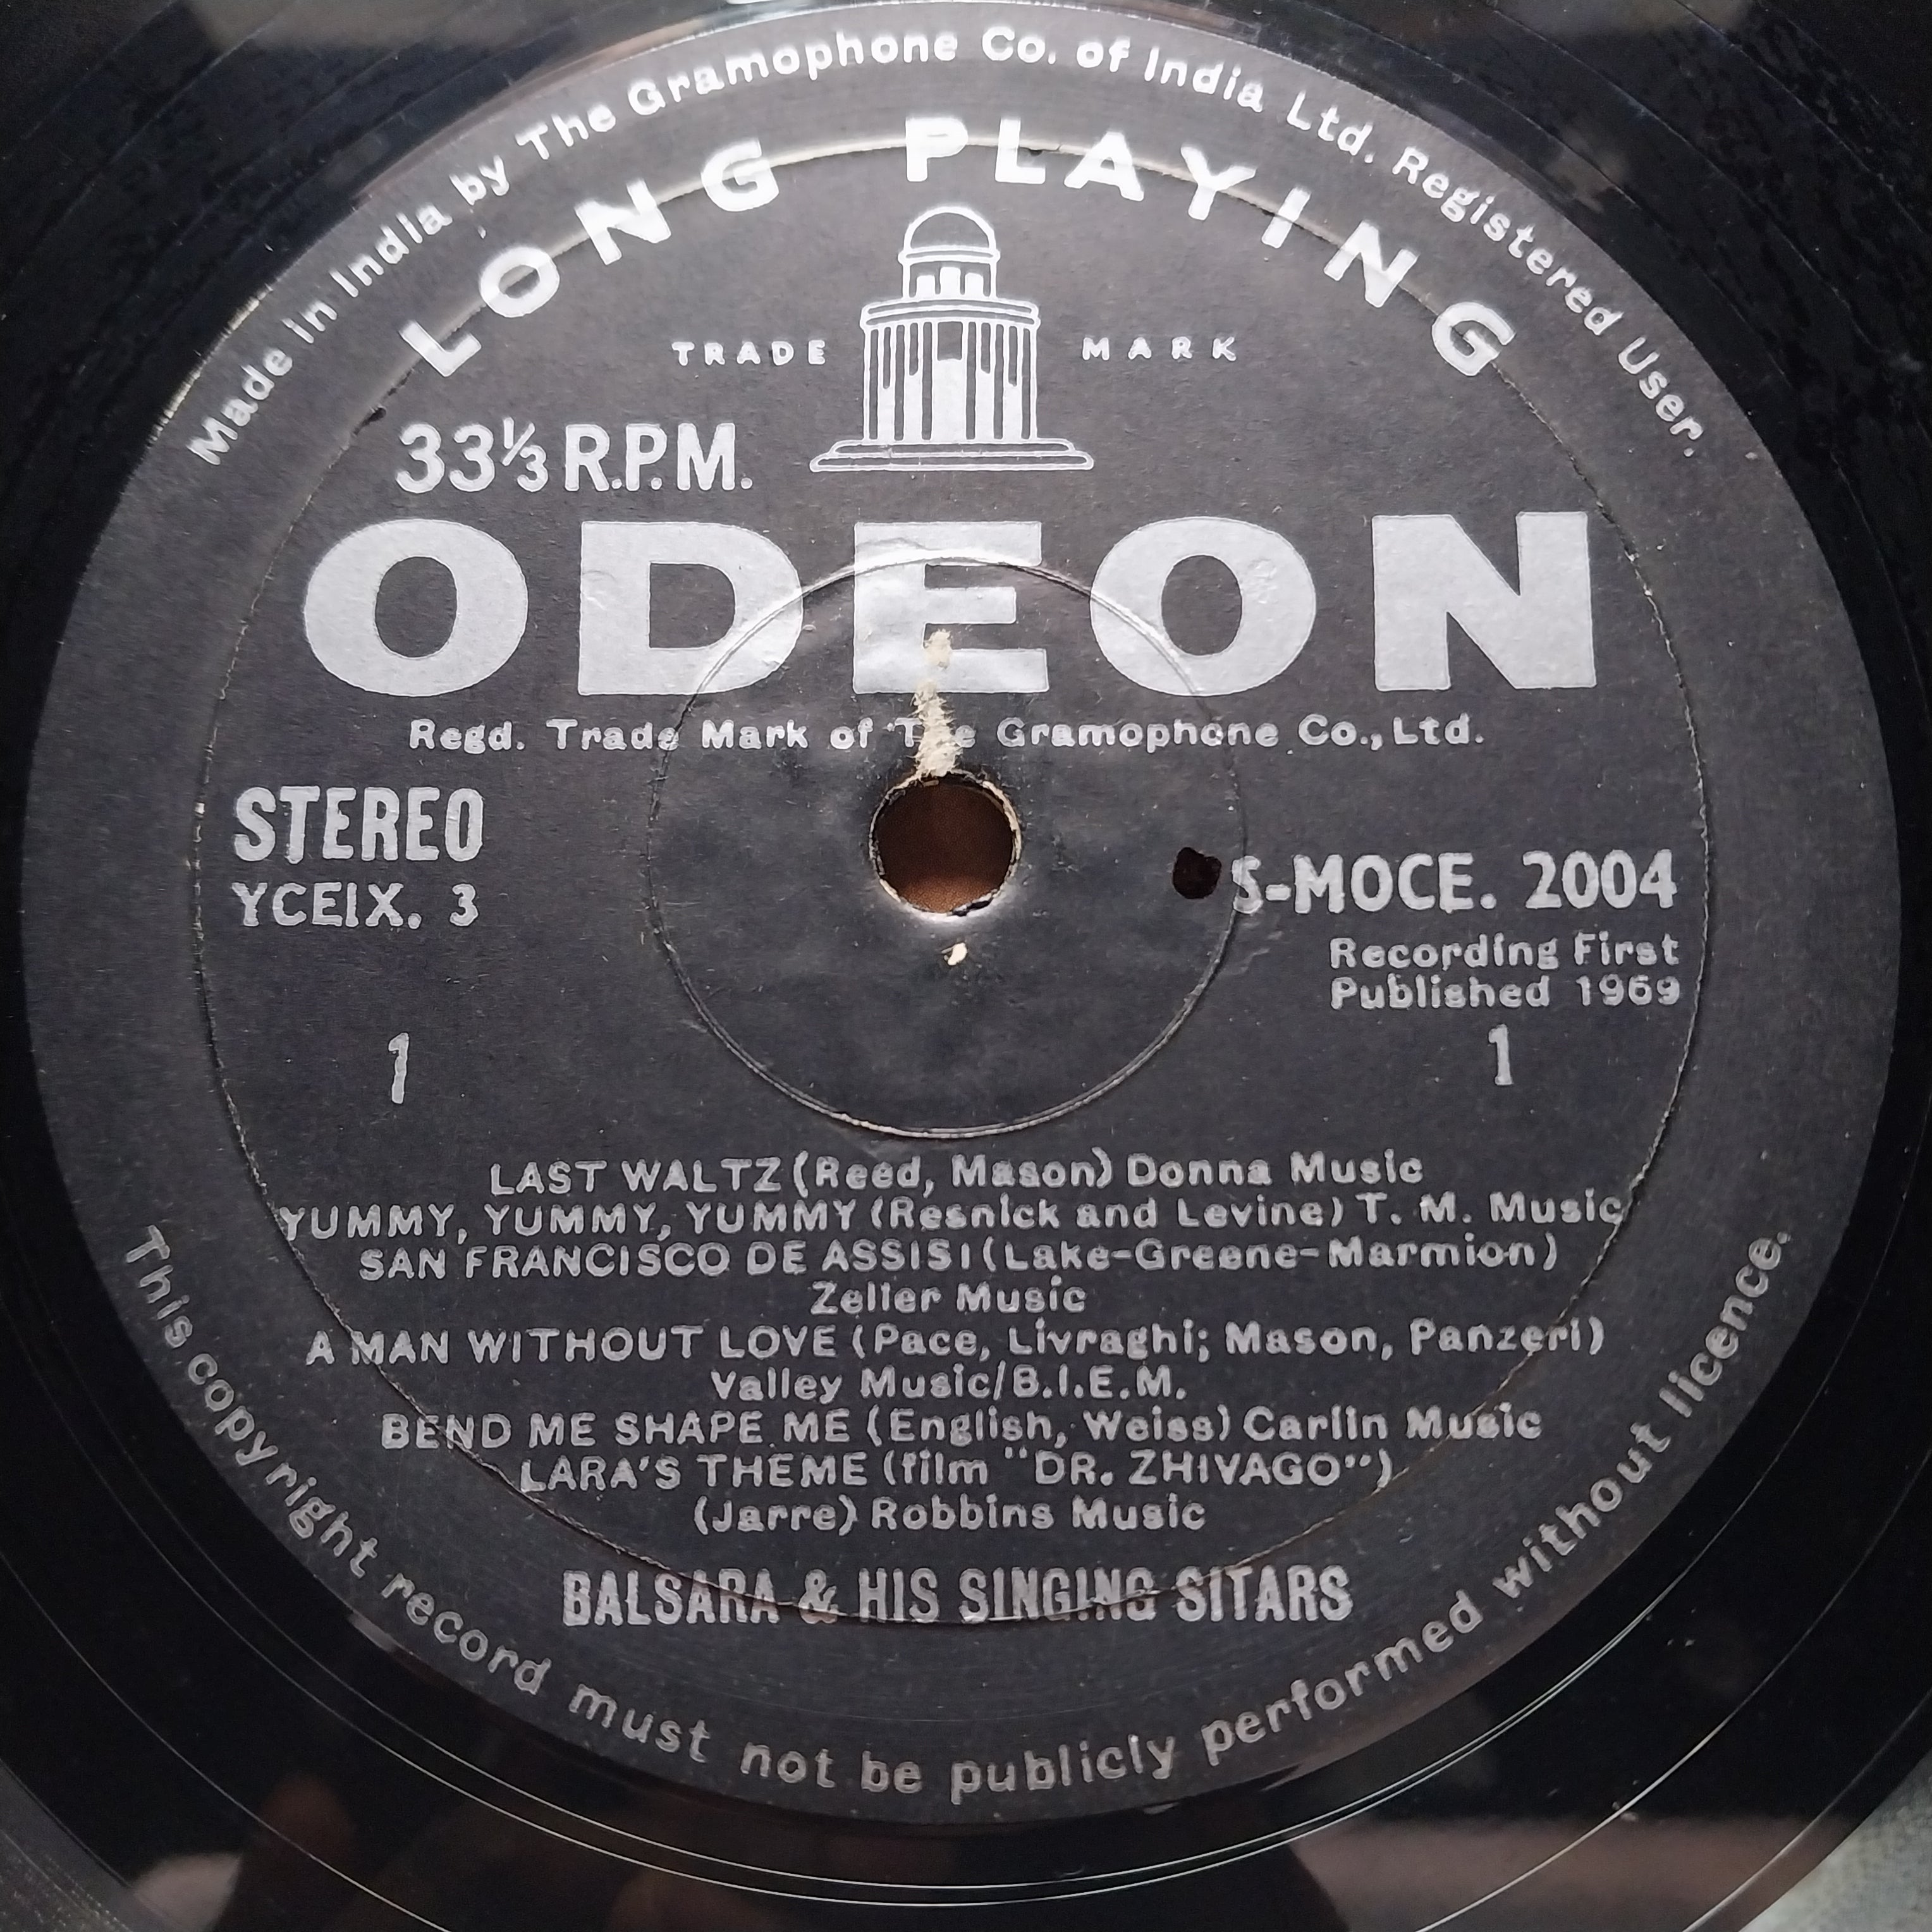 Made in India by The Gramophone Co. of India Ltd. Registered User.
LONG PLAYING
TRADE MARK
33⅓ R.P.M.
ODEON
Regd. Trade Mark of The Gramophone Co., Ltd.
STEREO
YCEIX. 3
S-MOCE. 2004
Recording First
Published 1969
1
1
LAST WALTZ (Reed, Mason) Donna Music
YUMMY, YUMMY, YUMMY (Resnick and Levine) T. M. Music
SAN FRANCISCO DE ASSISI (Lake-Greene-Marmion)
Zeller Music
A MAN WITHOUT LOVE (Pace, Livraghi; Mason, Panzeri)
Valley Music/B.I.E.M.
BEND ME SHAPE ME (English, Weiss) Carlin Music
LARA'S THEME (film "DR. ZHIVAGO")
(Jarre) Robbins Music
BALSARA & HIS SINGING SITARS
This copyright record must not be publicly performed without licence.